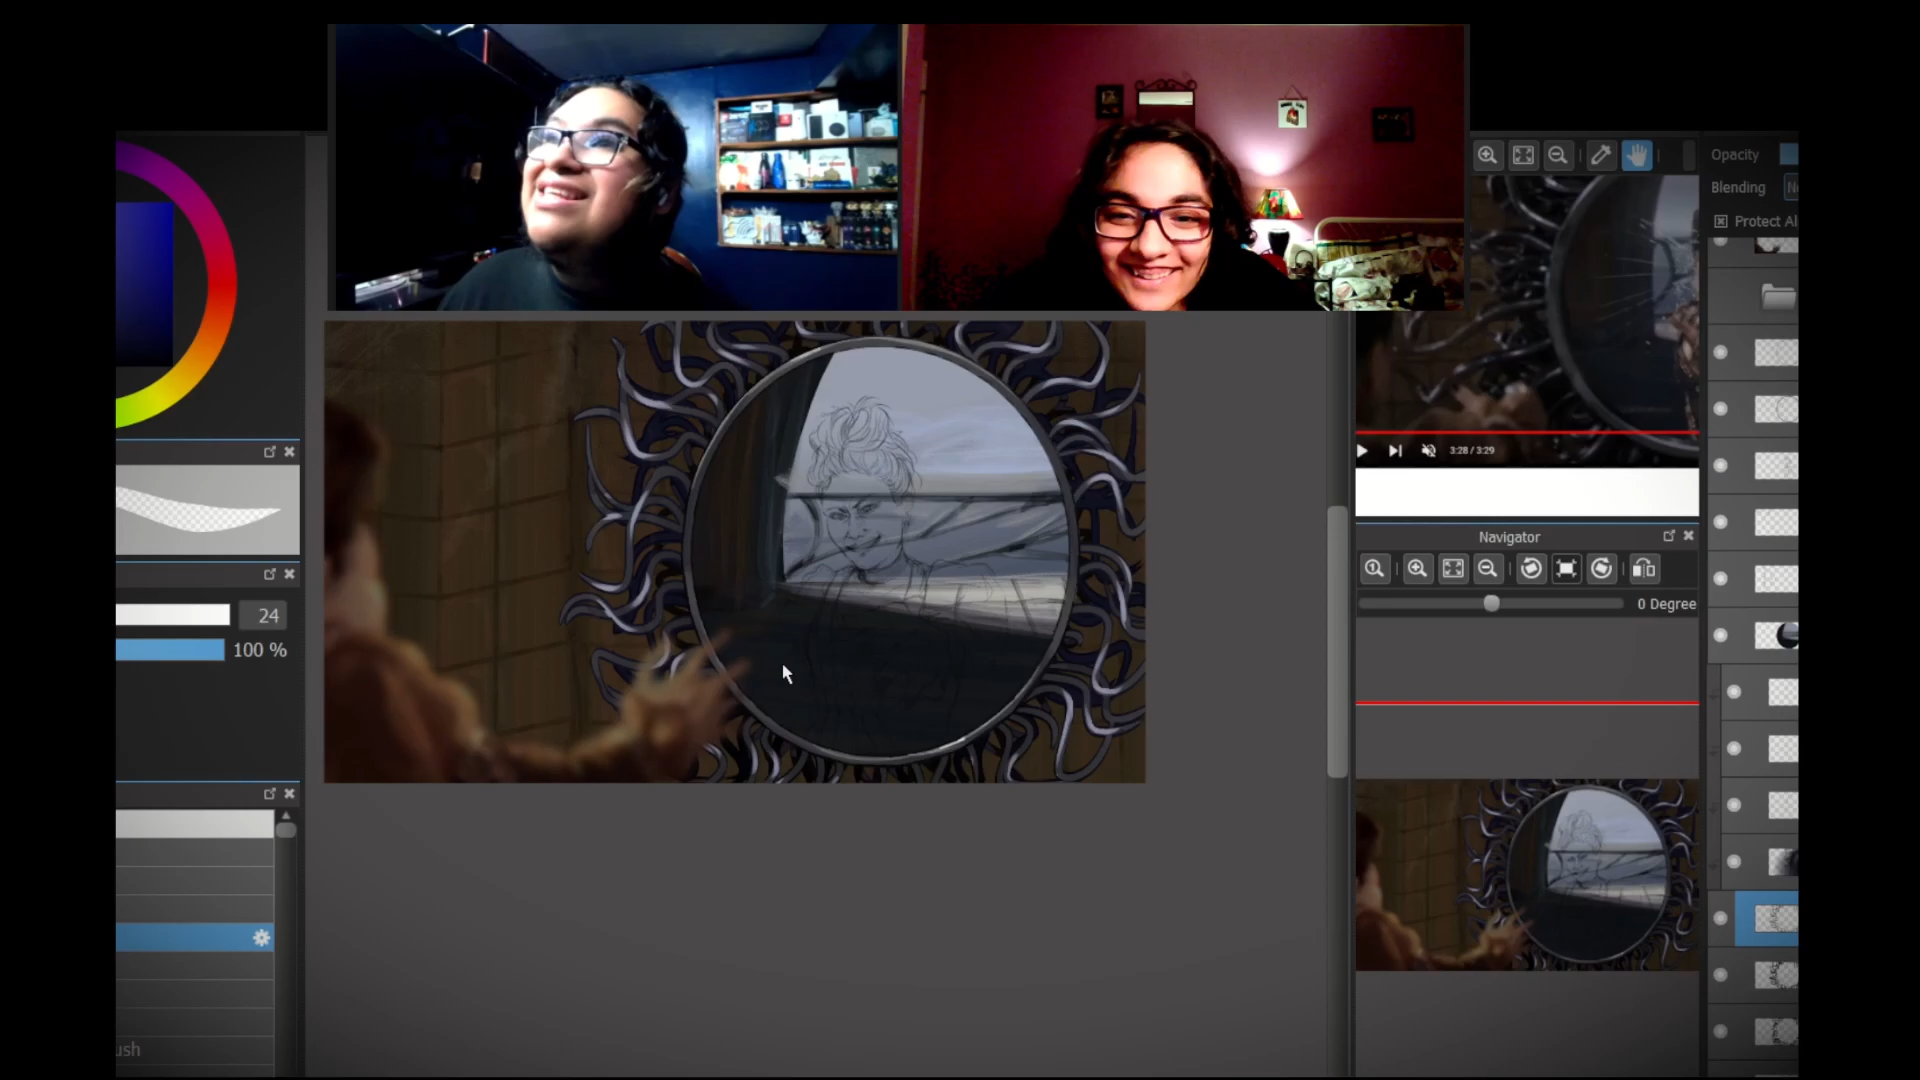 Opacity
Blending
Protect Al
24
100 %
3:28 / 3:29
Navigator
0 Degree
ush